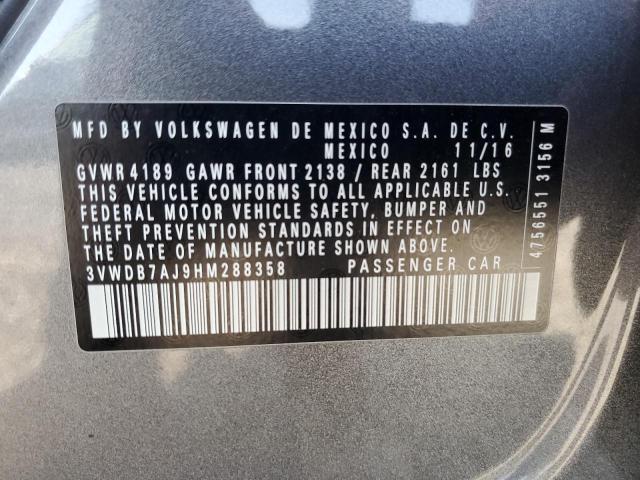 MFD BY VOLKSWAGEN DE MEXICO S.A. DE C.V.
MEXICO 11/16
GVWR 4189 GAWR FRONT 2138 / REAR 2161 LBS
THIS VEHICLE CONFORMS TO ALL APPLICABLE U.S.
FEDERAL MOTOR VEHICLE SAFETY, BUMPER AND
THEFT PREVENTION STANDARDS IN EFFECT ON
THE DATE OF MANUFACTURE SHOWN ABOVE.
3VWDB7AJ9HM288358 PASSENGER CAR
4756551 3156 M